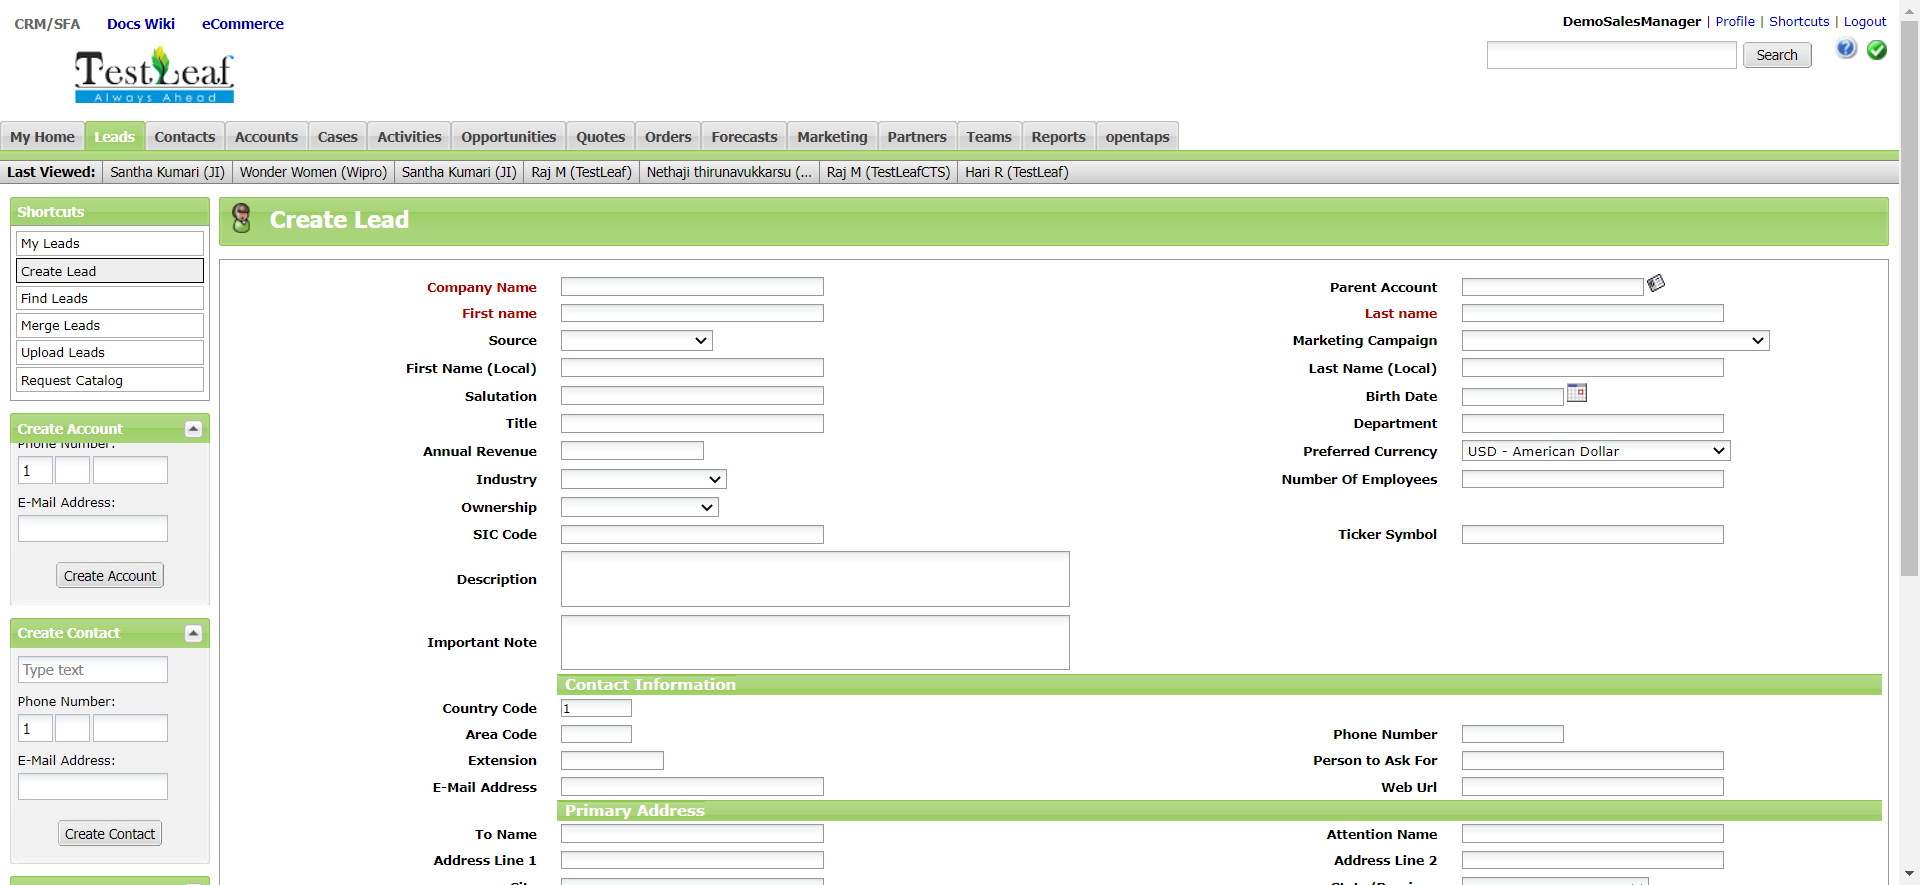 CRM/SFA Docs Wiki eCommerce
DemoSalesManager | Profile | Shortcuts | Logout
TestLeaf
Always Ahead
Search
My Home Leads Contacts Accounts Cases Activities Opportunities Quotes Orders Forecasts Marketing Partners Teams Reports opentaps
Last Viewed: Santha Kumari (JI) Wonder Women (Wipro) Santha Kumari (JI) Raj M (TestLeaf) Nethaji thirunavukkarsu (... Raj M (TestLeafCTS) Hari R (TestLeaf)
Shortcuts
My Leads
Create Lead
Find Leads
Merge Leads
Upload Leads
Request Catalog
Create Account
Phone Number:
1
E-Mail Address:
Create Account
Create Contact
Type text
Phone Number:
1
E-Mail Address:
Create Contact
Create Lead
Company Name Parent Account
First name Last name
Source Marketing Campaign
First Name (Local) Last Name (Local)
Salutation Birth Date
Title Department
Annual Revenue Preferred Currency USD - American Dollar
Industry Number Of Employees
Ownership
SIC Code Ticker Symbol
Description
Important Note
Contact Information
Country Code 1
Area Code Phone Number
Extension Person to Ask For
E-Mail Address Web Url
Primary Address
To Name Attention Name
Address Line 1 Address Line 2